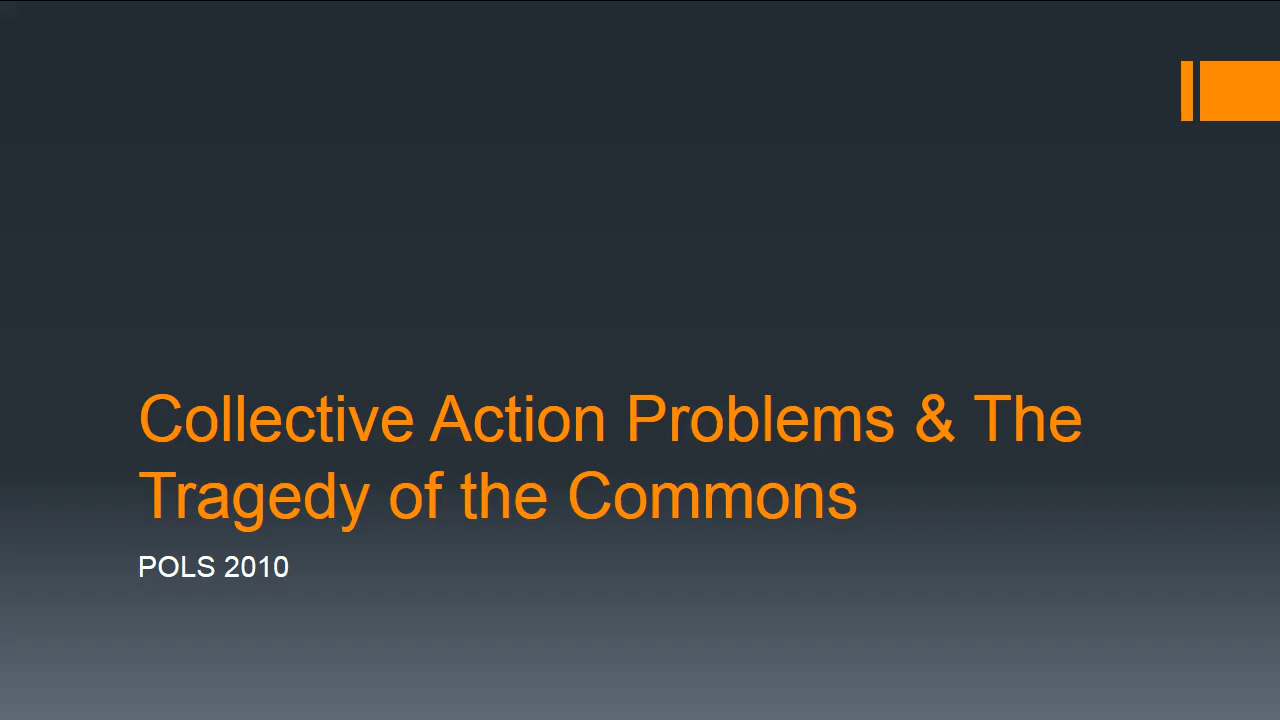 Collective Action Problems & The
Tragedy of the Commons
POLS 2010